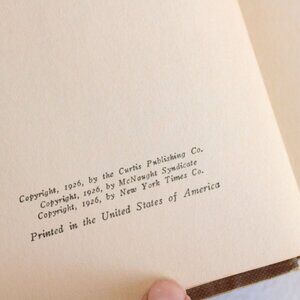 Copyright, 1926, by the Curtis Publishing Co.
Copyright, 1926, by McNaught Syndicate
Copyright, 1926, by New York Times Co.
Printed in the United States of America